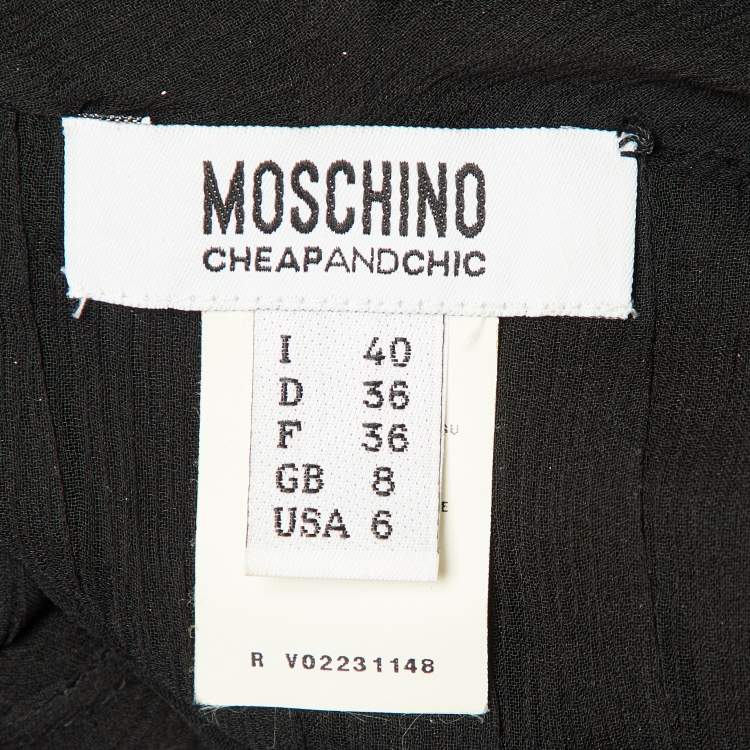 MOSCHINO
CHEAPANDCHIC
I 40
D 36
F 36
GB 8
USA 6
R V02231148